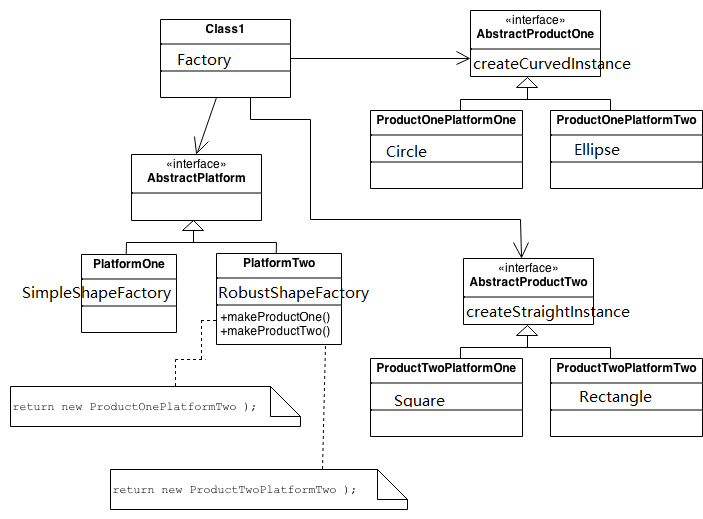 Class1
Factory
«interface»
AbstractProductOne
createCurvedInstance
ProductOnePlatformOne
Circle
ProductOnePlatformTwo
Ellipse
«interface»
AbstractPlatform
PlatformOne
SimpleShapeFactory
PlatformTwo
RobustShapeFactory
+makeProductOne()
+makeProductTwo()
«interface»
AbstractProductTwo
createStraightInstance
ProductTwoPlatformOne
Square
ProductTwoPlatformTwo
Rectangle
return new ProductOnePlatformTwo );
return new ProductTwoPlatformTwo );